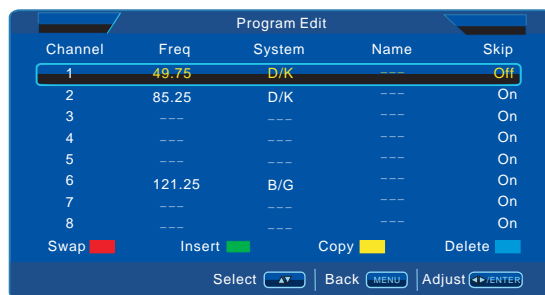 Program Edit
Channel Freq System Name Skip
1 49.75 D/K --- Off
2 85.25 D/K --- On
3 --- --- --- On
4 --- --- --- On
5 --- --- --- On
6 121.25 B/G --- On
7 --- --- --- On
8 --- --- --- On
Swap Insert Copy Delete
Select ▲▼ Back MENU Adjust ◄►/ENTER